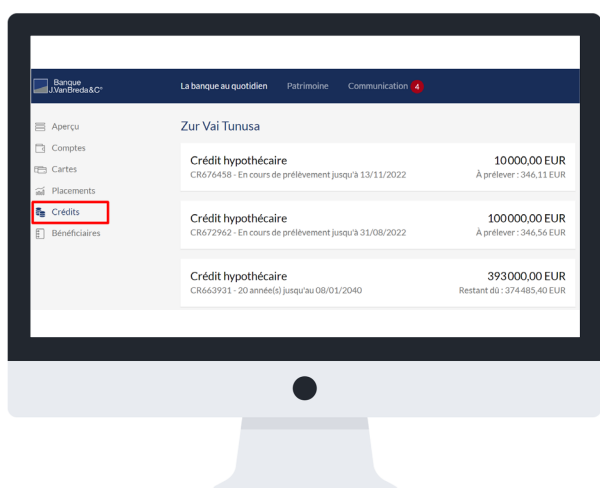 Banque
J.VanBreda&C°
La banque au quotidien Patrimoine Communication 4
Aperçu
Comptes
Cartes
Placements
Crédits
Bénéficiaires
Zur Vai Tunusa
Crédit hypothécaire 10 000,00 EUR
CR676458 - En cours de prélèvement jusqu'à 13/11/2022 À prélever : 346,11 EUR
Crédit hypothécaire 100 000,00 EUR
CR672962 - En cours de prélèvement jusqu'à 31/08/2022 À prélever : 346,56 EUR
Crédit hypothécaire 393 000,00 EUR
CR663931 - 20 année(s) jusqu'au 08/01/2040 Restant dû : 374 485,40 EUR